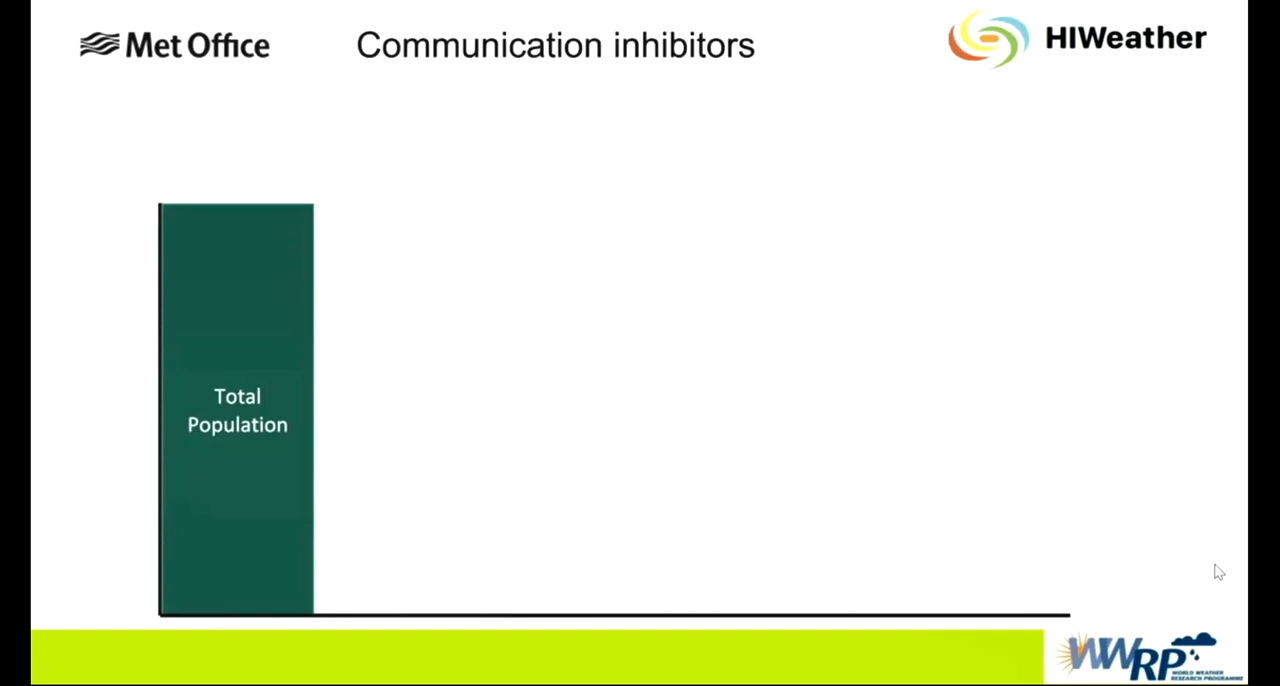 Met Office
Communication inhibitors
HIWeather
Total
Population
WWRP
WORLD WEATHER
RESEARCH PROGRAMME